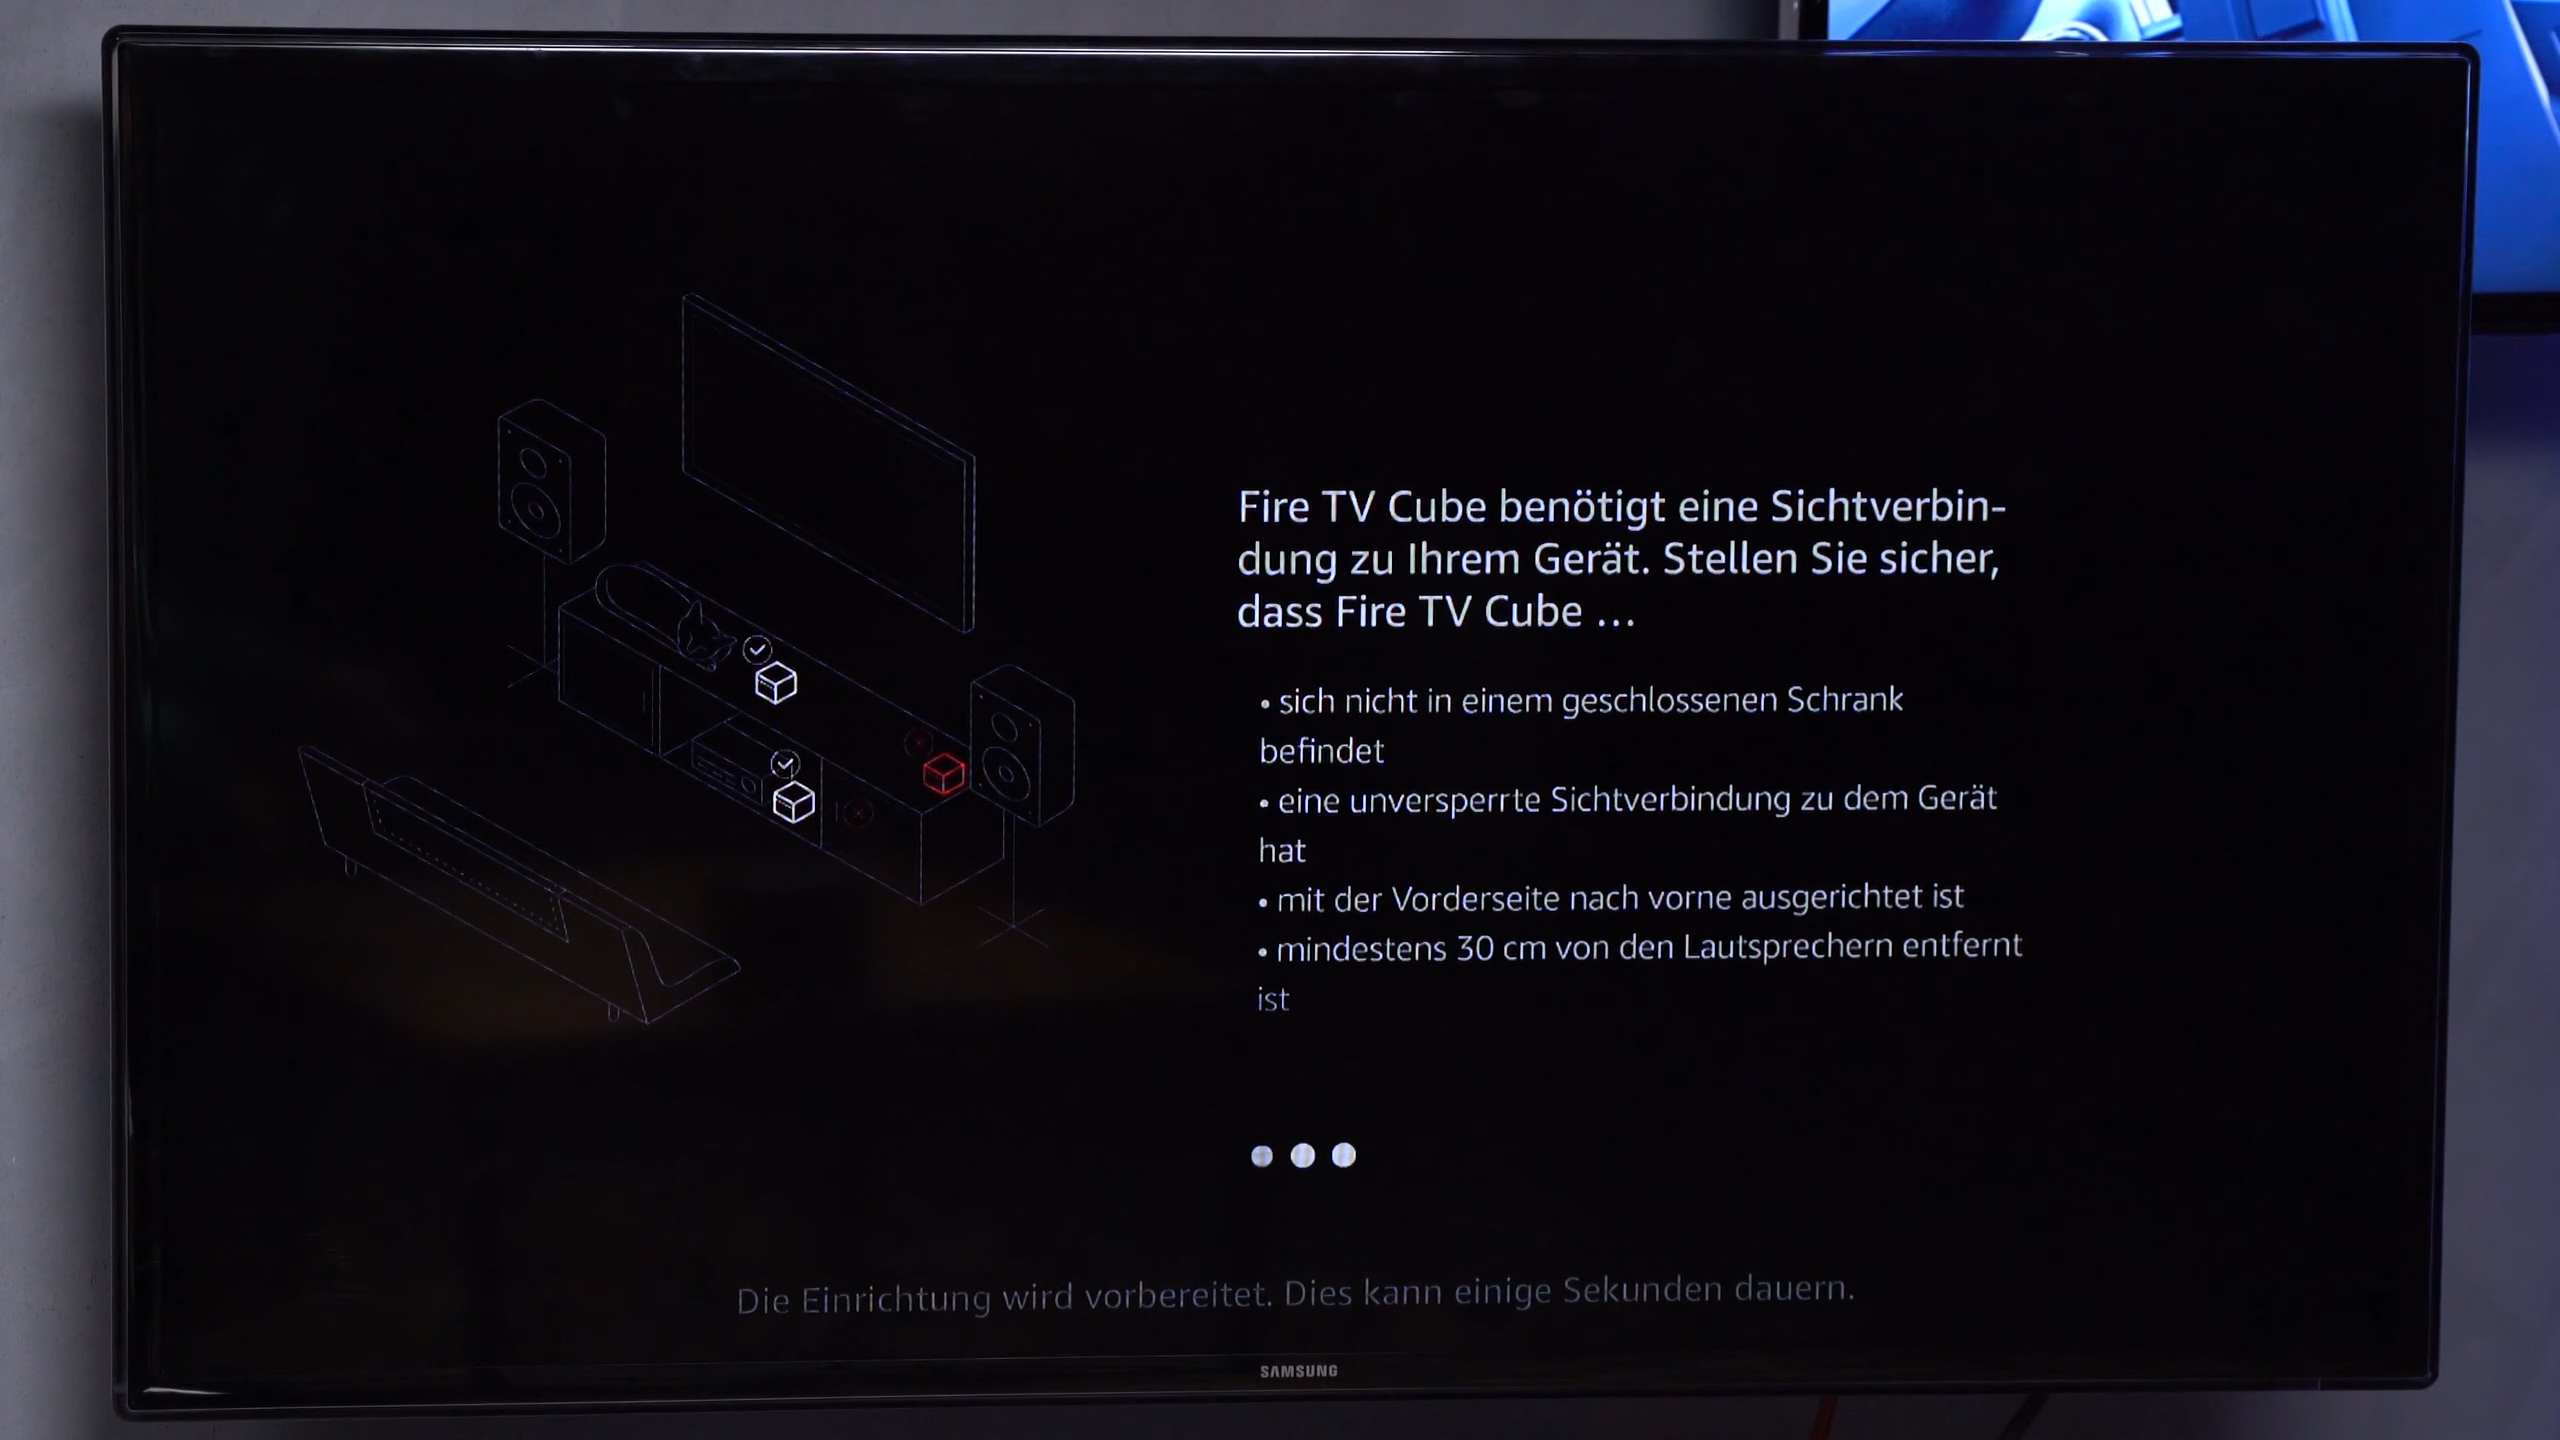 Fire TV Cube benötigt eine Sichtverbin-
dung zu Ihrem Gerät. Stellen Sie sicher,
dass Fire TV Cube ...
• sich nicht in einem geschlossenen Schrank
befindet
• eine unversperrte Sichtverbindung zu dem Gerät
hat
• mit der Vorderseite nach vorne ausgerichtet ist
• mindestens 30 cm von den Lautsprechern entfernt
ist
Die Einrichtung wird vorbereitet. Dies kann einige Sekunden dauern.
SAMSUNG